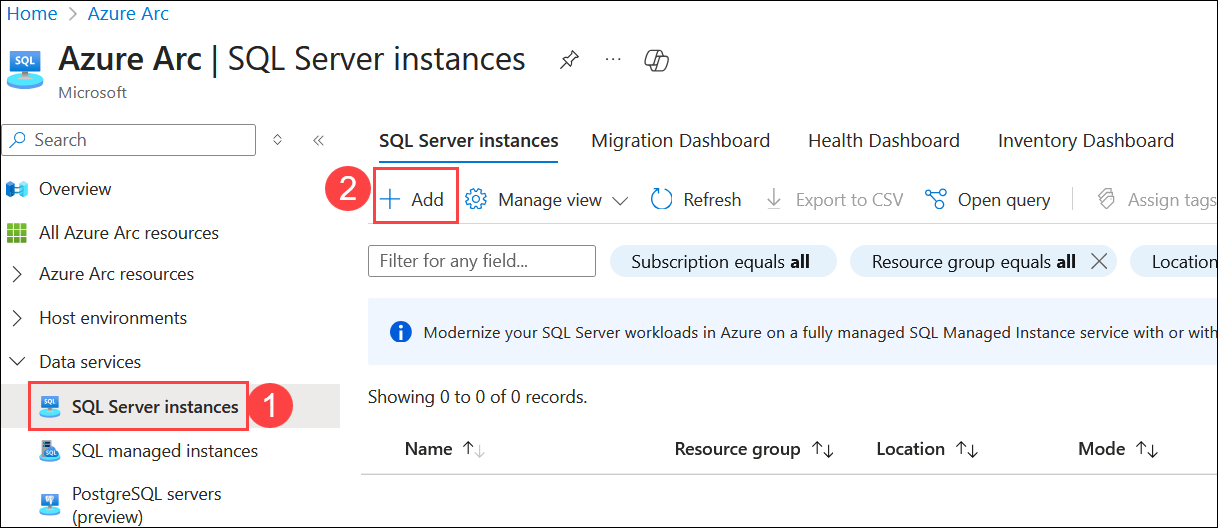 Home > Azure Arc
SQL
Azure Arc | SQL Server instances ...
Microsoft
Search
SQL Server instances Migration Dashboard Health Dashboard Inventory Dashboard
Overview
2 + Add Manage view Refresh Export to CSV Open query Assign tags
All Azure Arc resources
Filter for any field... Subscription equals all Resource group equals all Location
Azure Arc resources
Host environments
Modernize your SQL Server workloads in Azure on a fully managed SQL Managed Instance service with or with
Data services
SQL SQL Server instances 1
Showing 0 to 0 of 0 records.
SQL SQL managed instances
Name Resource group Location Mode
SQL PostgreSQL servers
(preview)